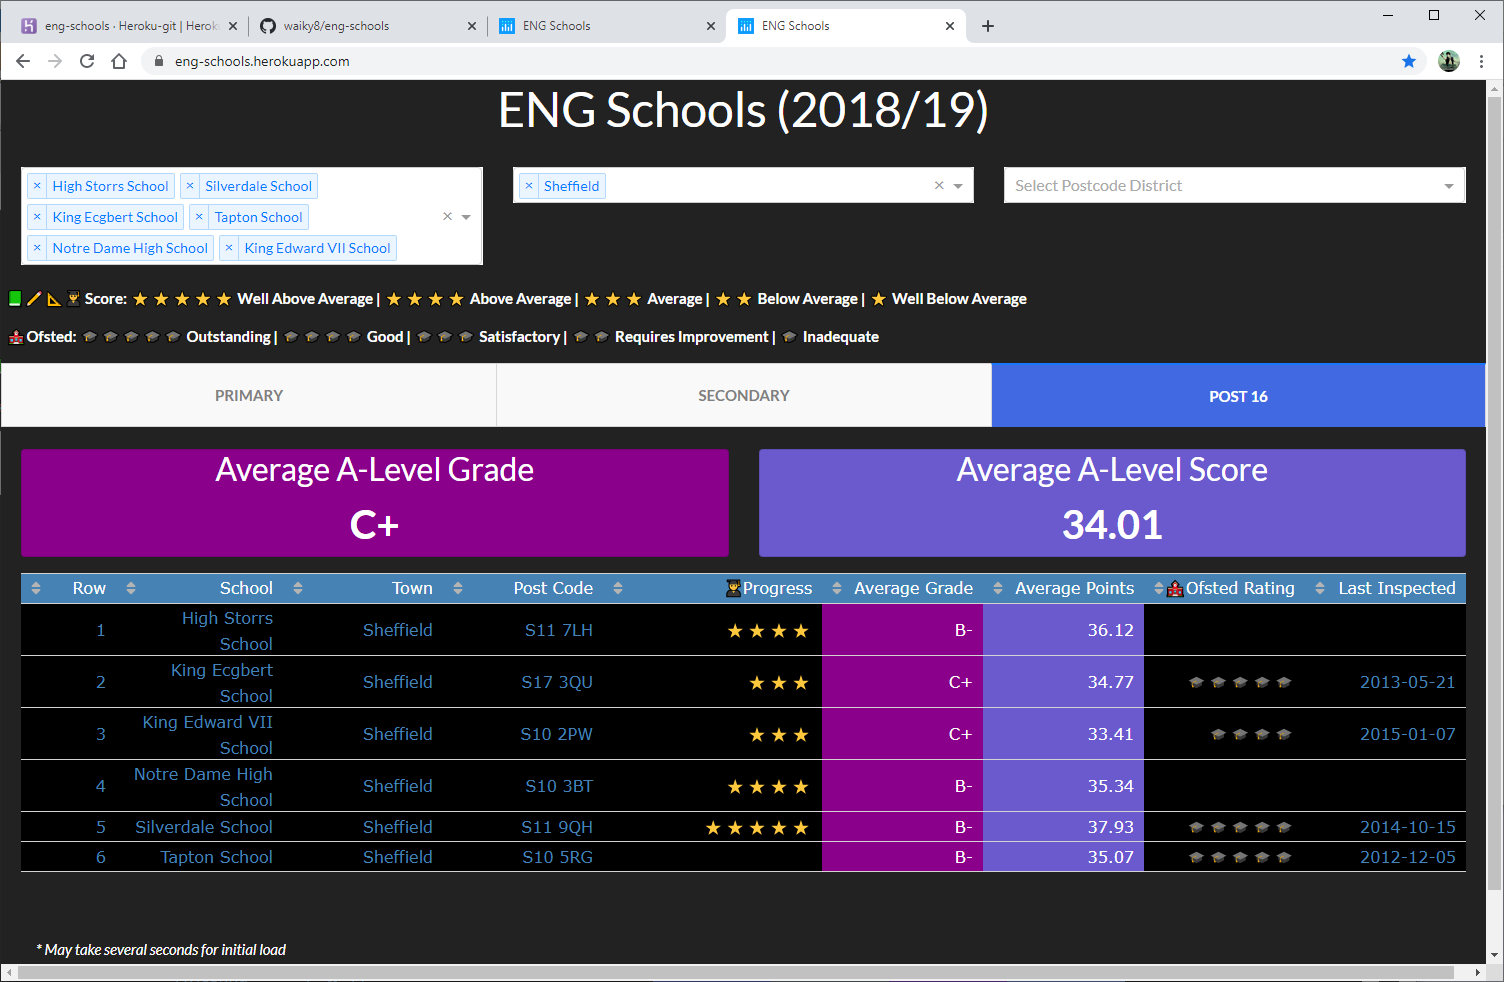 eng-schools · Heroku-git | Herok
waiky8/eng-schools
ENG Schools
ENG Schools
eng-schools.herokuapp.com
ENG Schools (2018/19)
× High Storrs School × Silverdale School
× King Ecgbert School × Tapton School
× Notre Dame High School × King Edward VII School
× Sheffield
Select Postcode District
Score: ★ ★ ★ ★ ★ Well Above Average | ★ ★ ★ ★ Above Average | ★ ★ ★ Average | ★ ★ Below Average | ★ Well Below Average
Ofsted: 🎓 🎓 🎓 🎓 🎓 Outstanding | 🎓 🎓 🎓 🎓 Good | 🎓 🎓 🎓 Satisfactory | 🎓 🎓 Requires Improvement | 🎓 Inadequate
PRIMARY SECONDARY POST 16
Average A-Level Grade
C+
Average A-Level Score
34.01
Row School Town Post Code Progress Average Grade Average Points Ofsted Rating Last Inspected
1 High Storrs School Sheffield S11 7LH ★ ★ ★ ★ B- 36.12
2 King Ecgbert School Sheffield S17 3QU ★ ★ ★ C+ 34.77 🎓 🎓 🎓 🎓 🎓 2013-05-21
3 King Edward VII School Sheffield S10 2PW ★ ★ ★ C+ 33.41 🎓 🎓 🎓 🎓 2015-01-07
4 Notre Dame High School Sheffield S10 3BT ★ ★ ★ ★ B- 35.34
5 Silverdale School Sheffield S11 9QH ★ ★ ★ ★ ★ B- 37.93 🎓 🎓 🎓 🎓 🎓 2014-10-15
6 Tapton School Sheffield S10 5RG B- 35.07 🎓 🎓 🎓 🎓 🎓 2012-12-05
* May take several seconds for initial load